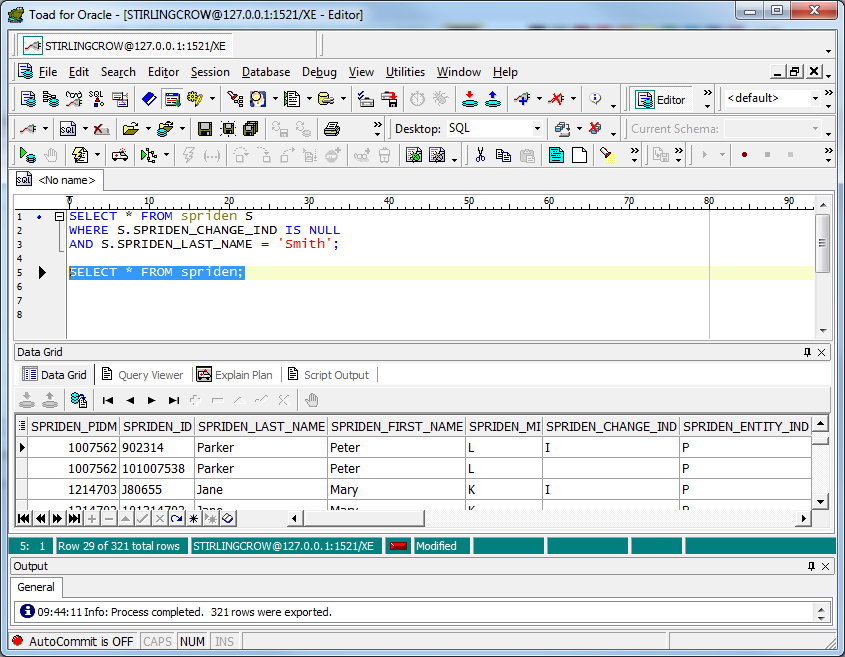 Toad for Oracle - [STIRLINGCROW@127.0.0.1:1521/XE - Editor]
STIRLINGCROW@127.0.0.1:1521/XE
File Edit Search Editor Session Database Debug View Utilities Window Help
Editor <default>
SQL Desktop: SQL Current Schema:
SQL <No name>
0 10 20 30 40 50 60 70 80 90
1 SELECT * FROM spriden S
2 WHERE S.SPRIDEN_CHANGE_IND IS NULL
3 AND S.SPRIDEN_LAST_NAME = 'Smith';
4
5 SELECT * FROM spriden;
6
7
8
Data Grid
Data Grid Query Viewer Explain Plan Script Output
SPRIDEN_PIDM SPRIDEN_ID SPRIDEN_LAST_NAME SPRIDEN_FIRST_NAME SPRIDEN_MI SPRIDEN_CHANGE_IND SPRIDEN_ENTITY_IND
1007562 902314 Parker Peter L I P
1007562 101007538 Parker Peter L P
1214703 J80655 Jane Mary K I P
5: 1 Row 29 of 321 total rows STIRLINGCROW@127.0.0.1:1521/XE Modified
Output
General
09:44:11 Info: Process completed. 321 rows were exported.
AutoCommit is OFF CAPS NUM INS